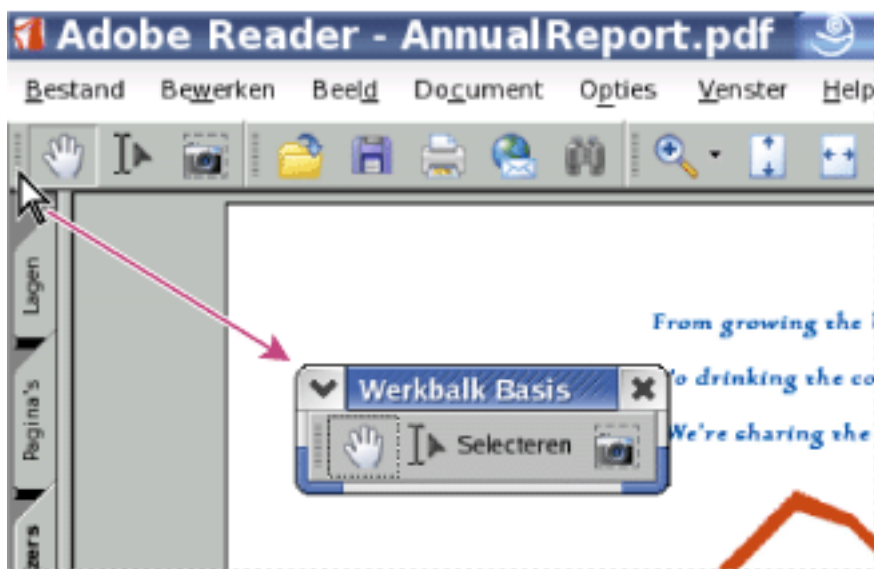 Adobe Reader - AnnualReport.pdf
Bestand Bewerken Beeld Document Opties Venster Help
Lagen
Pagina's
From growing the
To drinking the co
We're sharing the
Werkbalk Basis
Selecteren